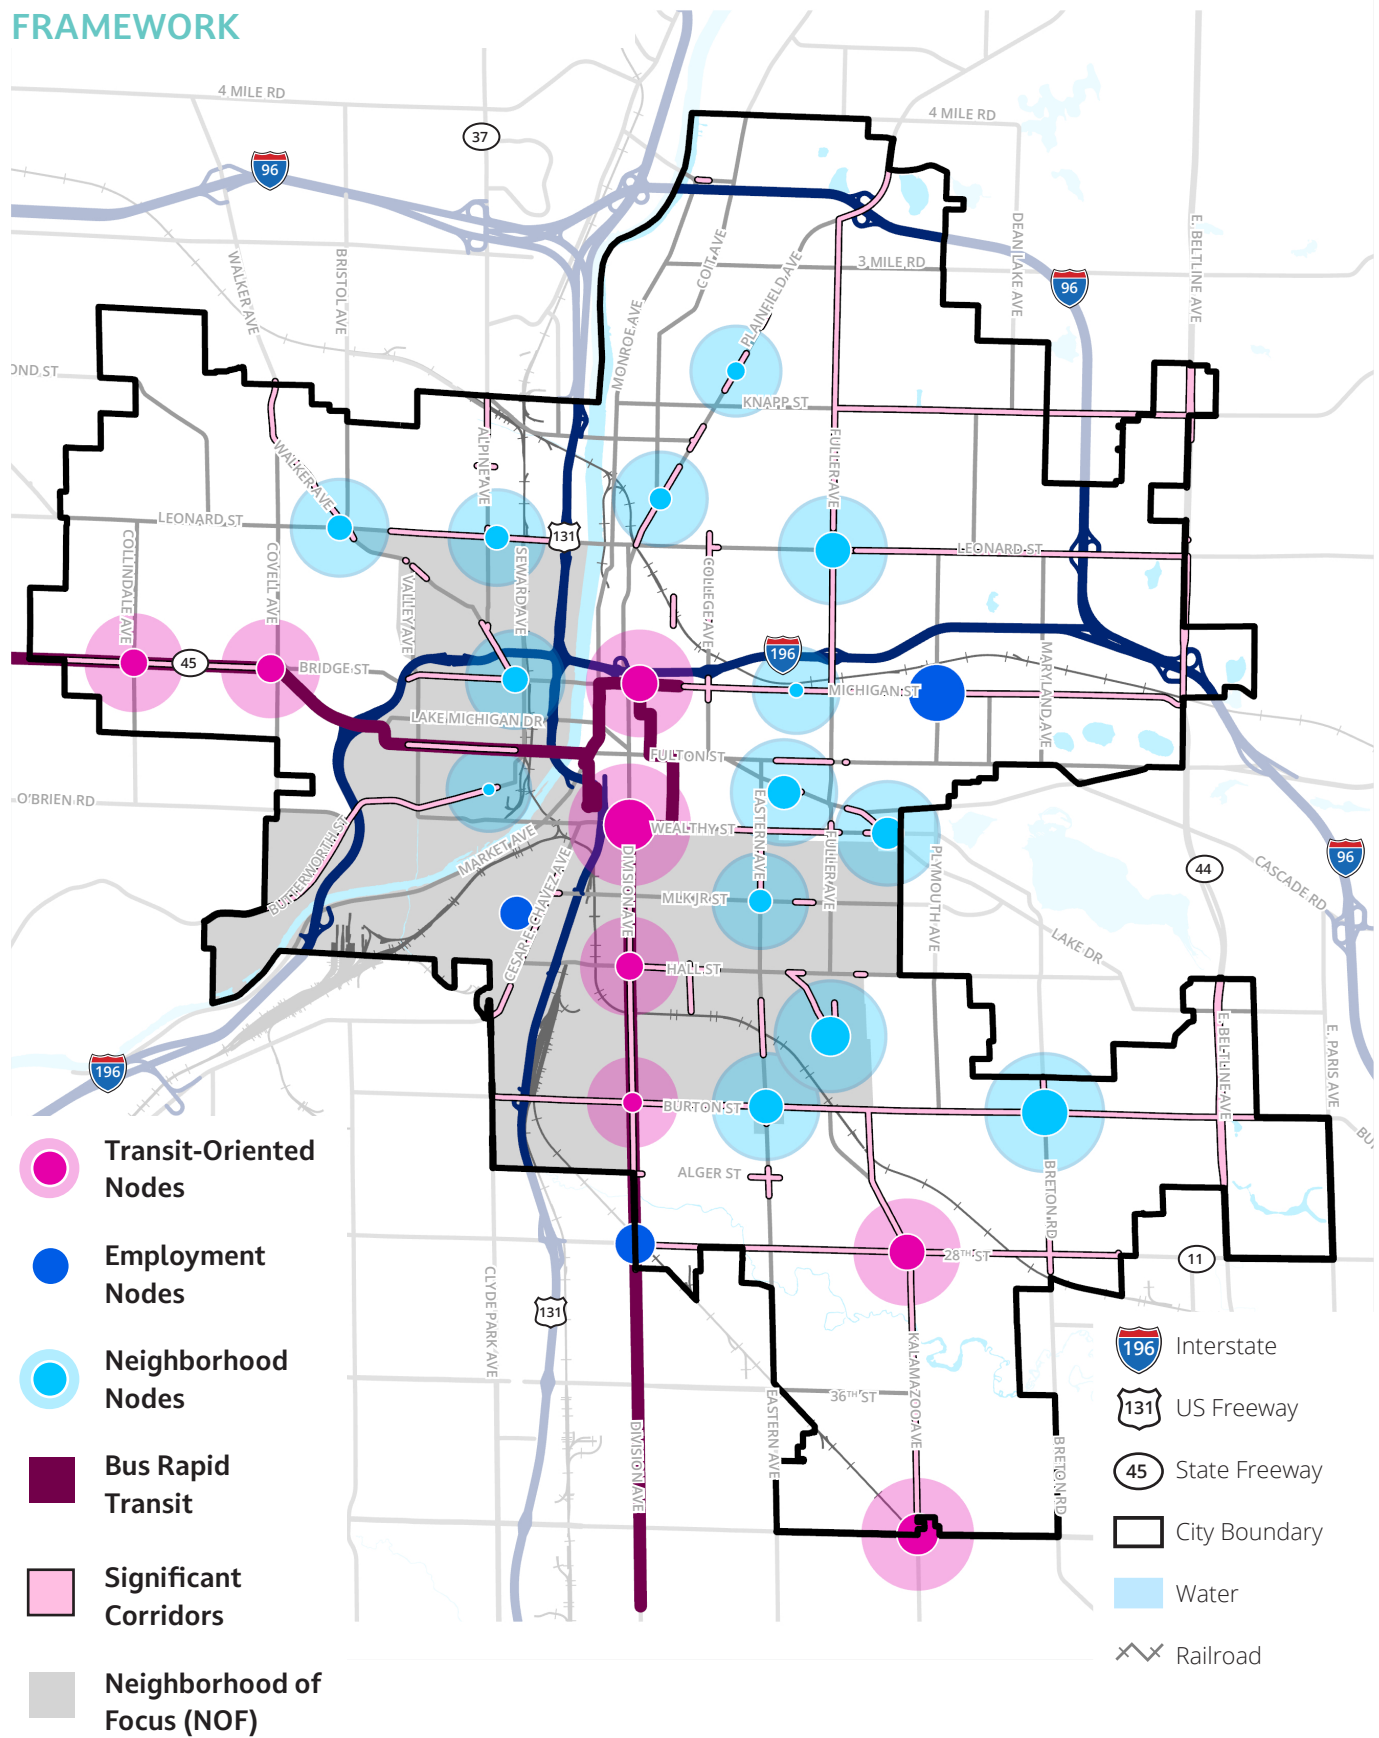 FRAMEWORK
4 MILE RD
4 MILE RD
37
96
WALKER AVE
BRISTOL AVE
COIT AVE
PLAINFIELD AVE
3 MILE RD
DEAN LAKE AVE
E. BELTLINE AVE
96
MONROE AVE
OND ST
KNAPP ST
WALKER AVE
ALPINE AVE
FULLER AVE
LEONARD ST
131
LEONARD ST
COLLINDALE AVE
COVELL AVE
VALLEY AVE
SEWARD AVE
COLLEGE AVE
45
BRIDGE ST
196
MICHIGAN ST
MARYLAND AVE
LAKE MICHIGAN DR
FULTON ST
O'BRIEN RD
BUTTERWORTH ST
MARKET AVE
WEALTHY ST
EASTERN AVE
FULLER AVE
PLYMOUTH AVE
44
96
CASCADE RD
CESAR E. CHAVEZ AVE
DIVISION AVE
MLK JR ST
LAKE DR
HALL ST
196
E. BELTLINE AVE
E. PARIS AVE
BURTON ST
BU
ALGER ST
BRETON RD
28TH ST
11
CLYDE PARK AVE
131
KALAMAZOO AVE
36TH ST
EASTERN AVE
DIVISION AVE
BRETON RD
Transit-Oriented
Nodes
Employment
Nodes
Neighborhood
Nodes
Bus Rapid
Transit
Significant
Corridors
Neighborhood of
Focus (NOF)
196 Interstate
131 US Freeway
45 State Freeway
City Boundary
Water
Railroad